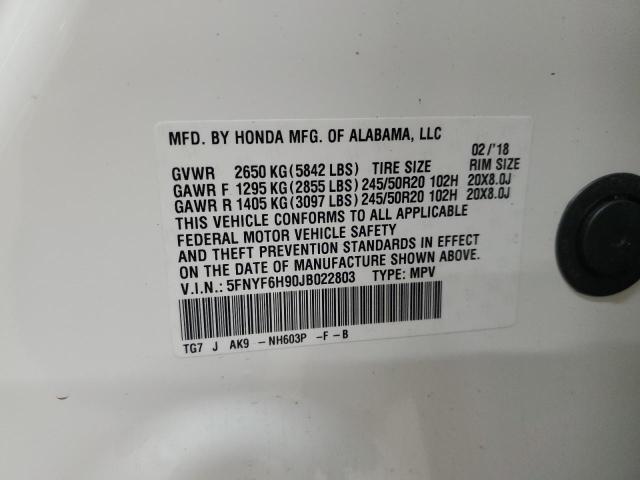 MFD. BY HONDA MFG. OF ALABAMA, LLC
02/'18
GVWR 2650 KG(5842 LBS) TIRE SIZE RIM SIZE
GAWR F 1295 KG(2855 LBS)245/50R20 102H 20X8.0J
GAWR R 1405 KG(3097 LBS)245/50R20 102H 20X8.0J
THIS VEHICLE CONFORMS TO ALL APPLICABLE
FEDERAL MOTOR VEHICLE SAFETY
AND THEFT PREVENTION STANDARDS IN EFFECT
ON THE DATE OF MANUFACTURE SHOWN ABOVE.
V.I.N.: 5FNYF6H90JB022803 TYPE: MPV
TG7 J AK9 -NH603P -F-B